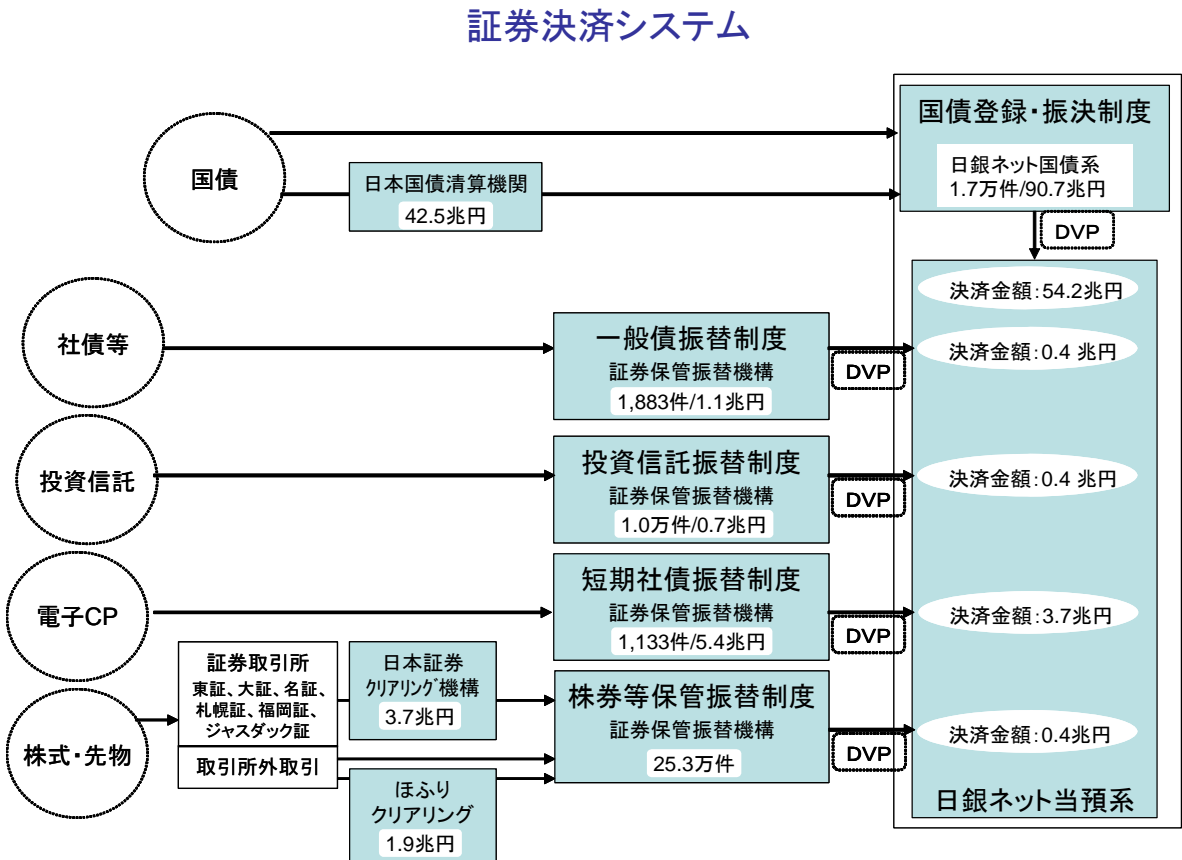 証券決済システム
国債
日本国債清算機関
42.5兆円
国債登録・振決制度
日銀ネット国債系
1.7万件/90.7兆円
DVP
決済金額:54.2兆円
社債等
一般債振替制度
証券保管振替機構
1,883件/1.1兆円
DVP
決済金額:0.4 兆円
投資信託
投資信託振替制度
証券保管振替機構
1.0万件/0.7兆円
DVP
決済金額:0.4 兆円
電子CP
短期社債振替制度
証券保管振替機構
1,133件/5.4兆円
DVP
決済金額:3.7兆円
株式・先物
証券取引所
東証、大証、名証、
札幌証、福岡証、
ジャスダック証
取引所外取引
日本証券
クリアリング機構
3.7兆円
ほふり
クリアリング
1.9兆円
株券等保管振替制度
証券保管振替機構
25.3万件
DVP
決済金額:0.4兆円
日銀ネット当預系